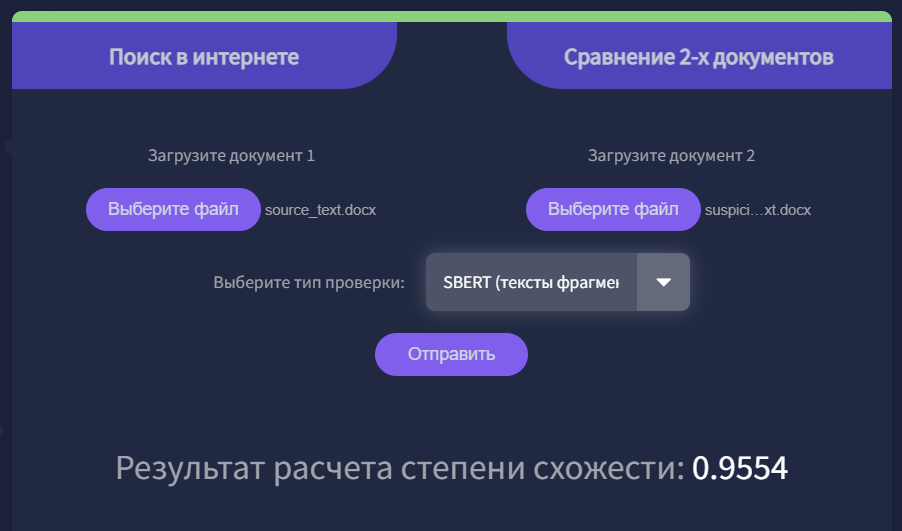 Поиск в интернете
Сравнение 2-х документов
Загрузите документ 1
Загрузите документ 2
Выберите файл source_text.docx
Выберите файл suspici…xt.docx
Выберите тип проверки: SBERT (тексты фрагмен
Отправить
Результат расчета степени схожести: 0.9554